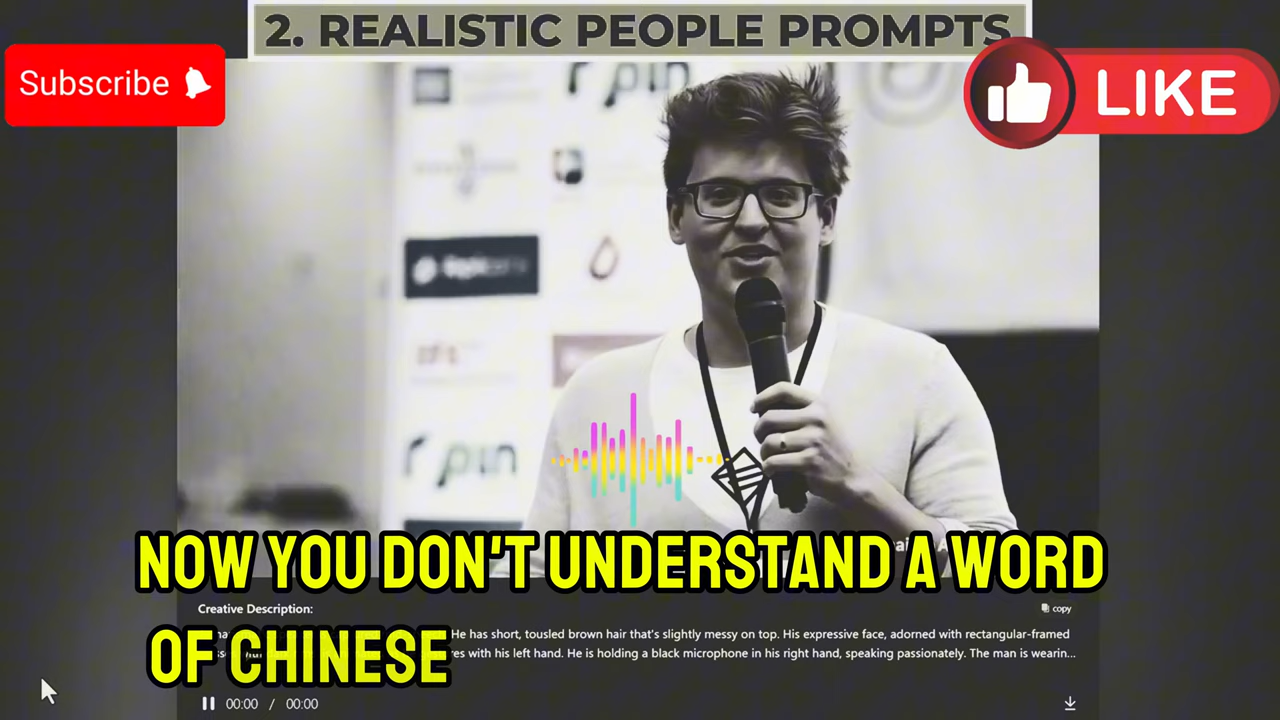 2. REALISTIC PEOPLE PROMPTS
Subscribe
LIKE
NOW YOU DON'T UNDERSTAND A WORD
OF CHINESE
Creative Description:
copy
He has short, tousled brown hair that's slightly messy on top. His expressive face, adorned with rectangular-framed
with his left hand. He is holding a black microphone in his right hand, speaking passionately. The man is wearin...
00:00 / 00:00